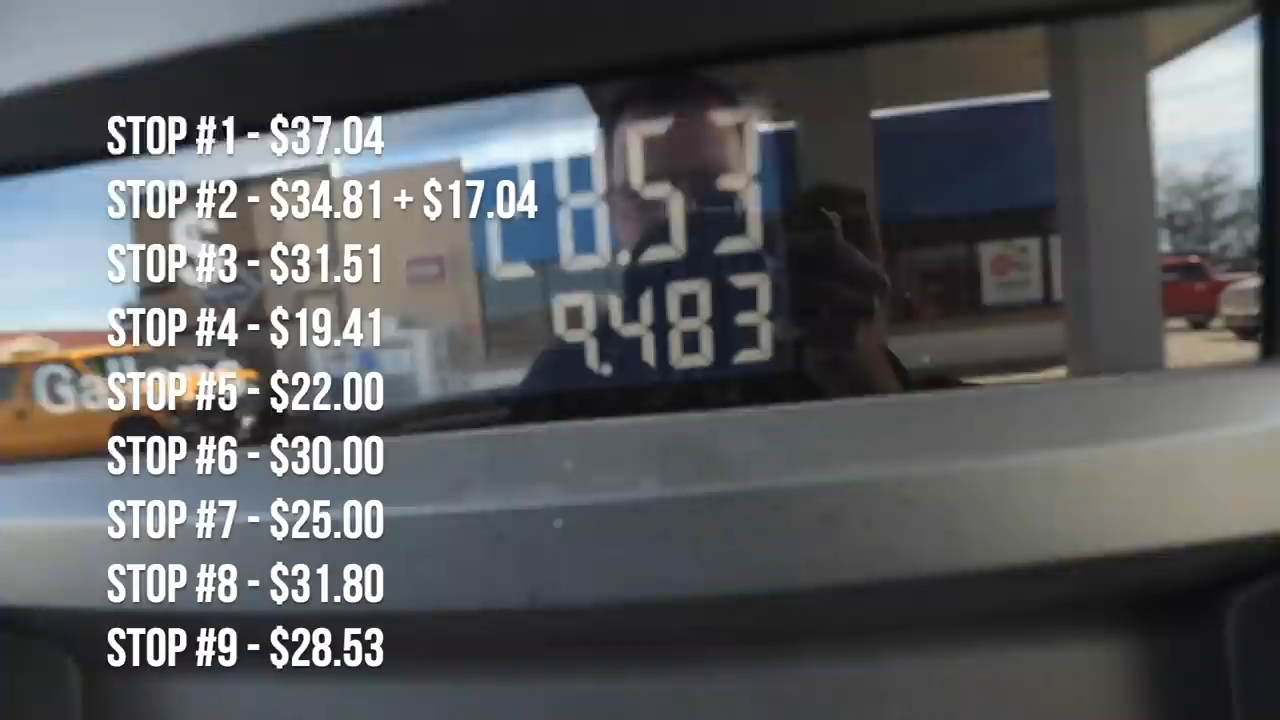 STOP #1 - $37.04
STOP #2 - $34.81 + $17.04
STOP #3 - $31.51
STOP #4 - $19.41
STOP #5 - $22.00
STOP #6 - $30.00
STOP #7 - $25.00
STOP #8 - $31.80
STOP #9 - $28.53
28.53
9.483